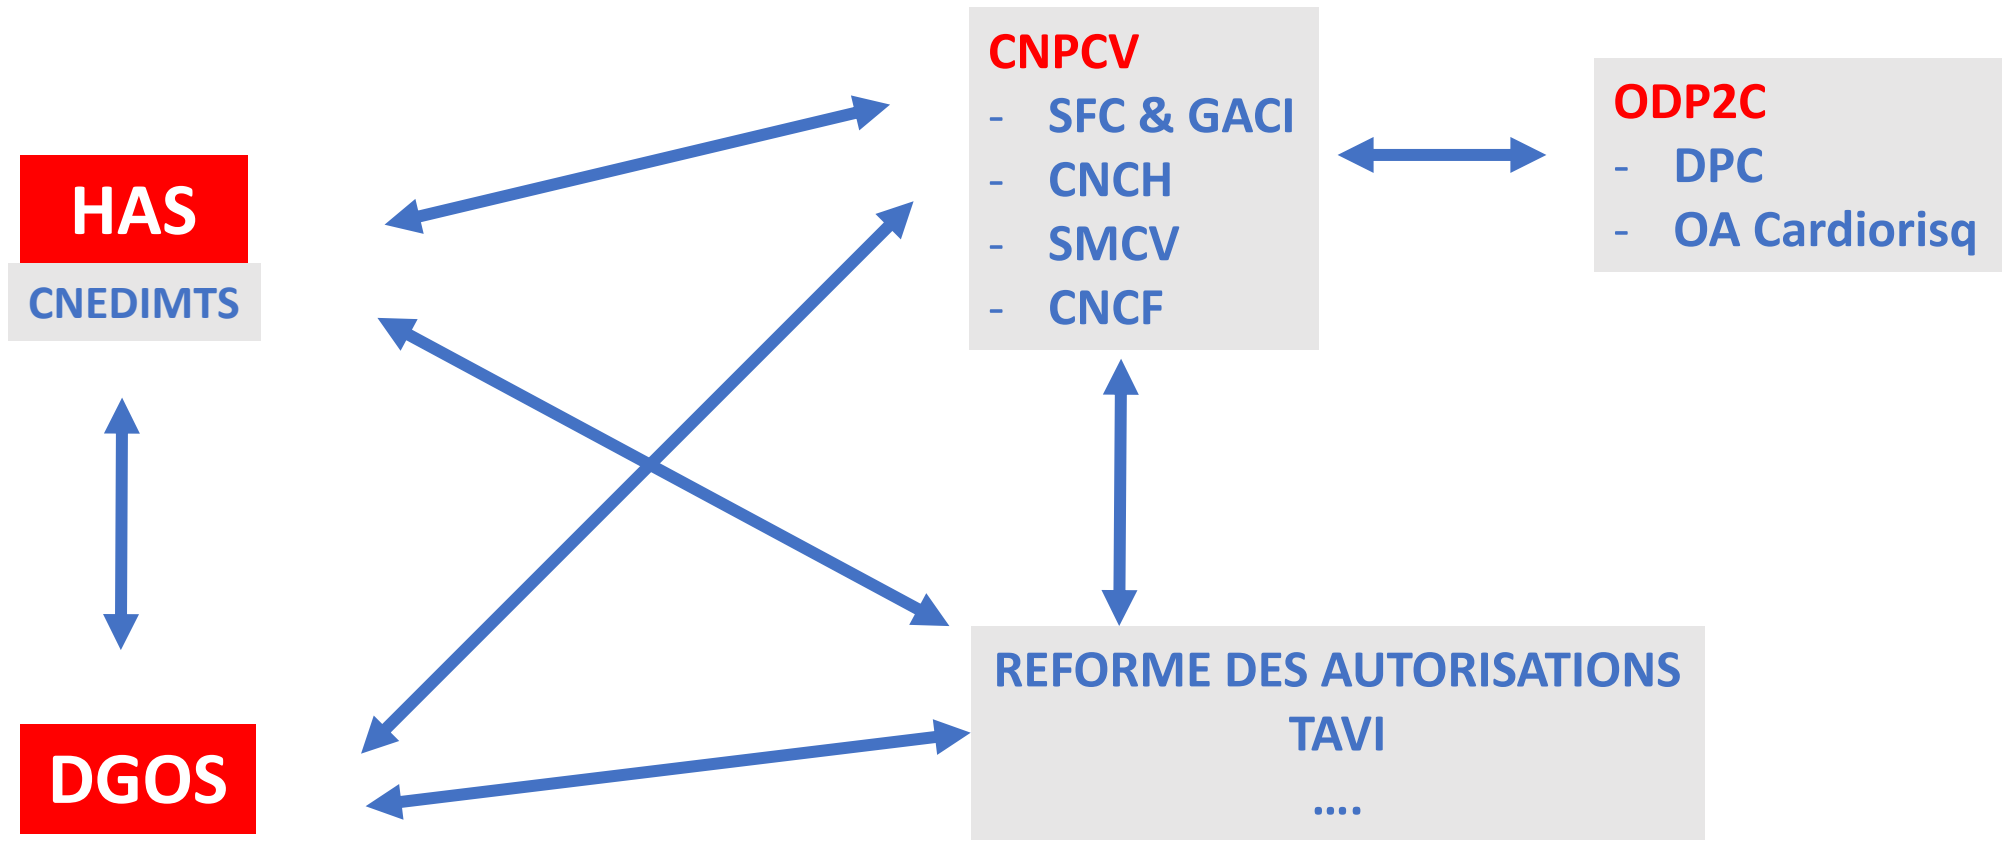 HAS
CNEDIMTS
DGOS
CNPCV
- SFC & GACI
- CNCH
- SMCV
- CNCF
ODP2C
- DPC
- OA Cardiorisq
REFORME DES AUTORISATIONS
TAVI
....